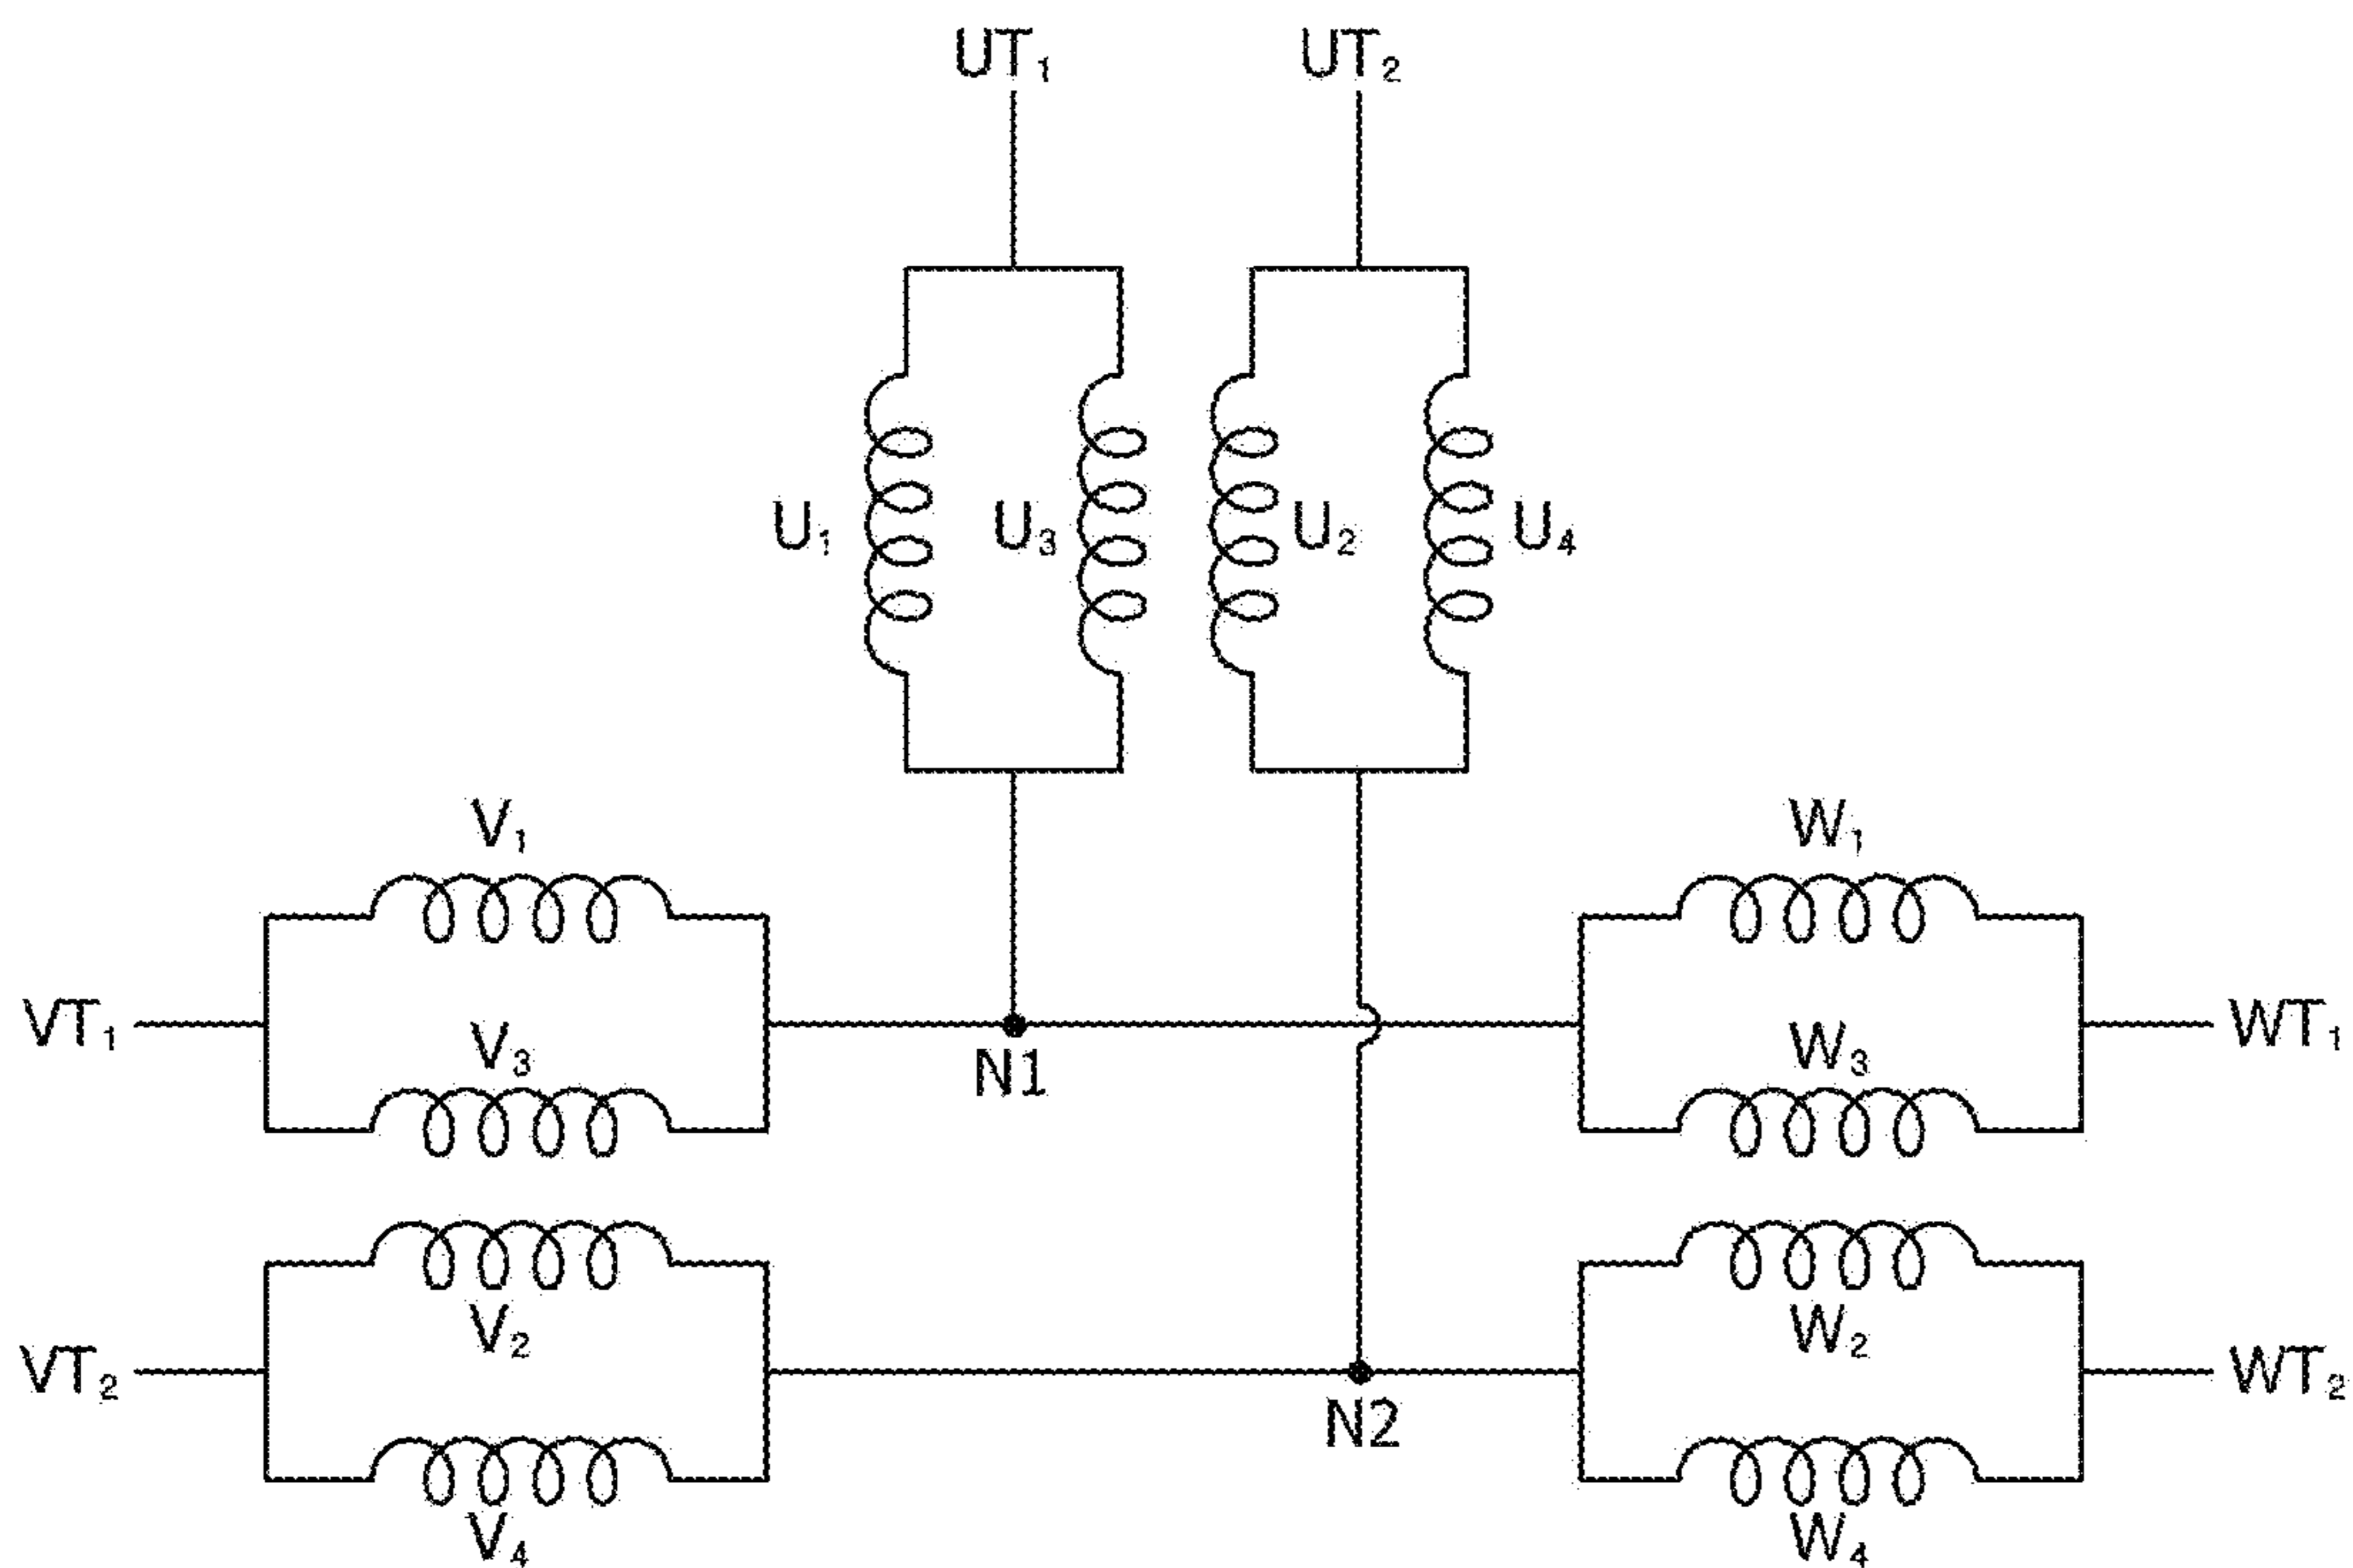 UT₁ UT₂
U₁ U₃ U₂ U₄
V₁ W₁
VT₁ V₃ N1 W₃ WT₁
V₂ W₂
VT₂ N2 WT₂
V₄ W₄